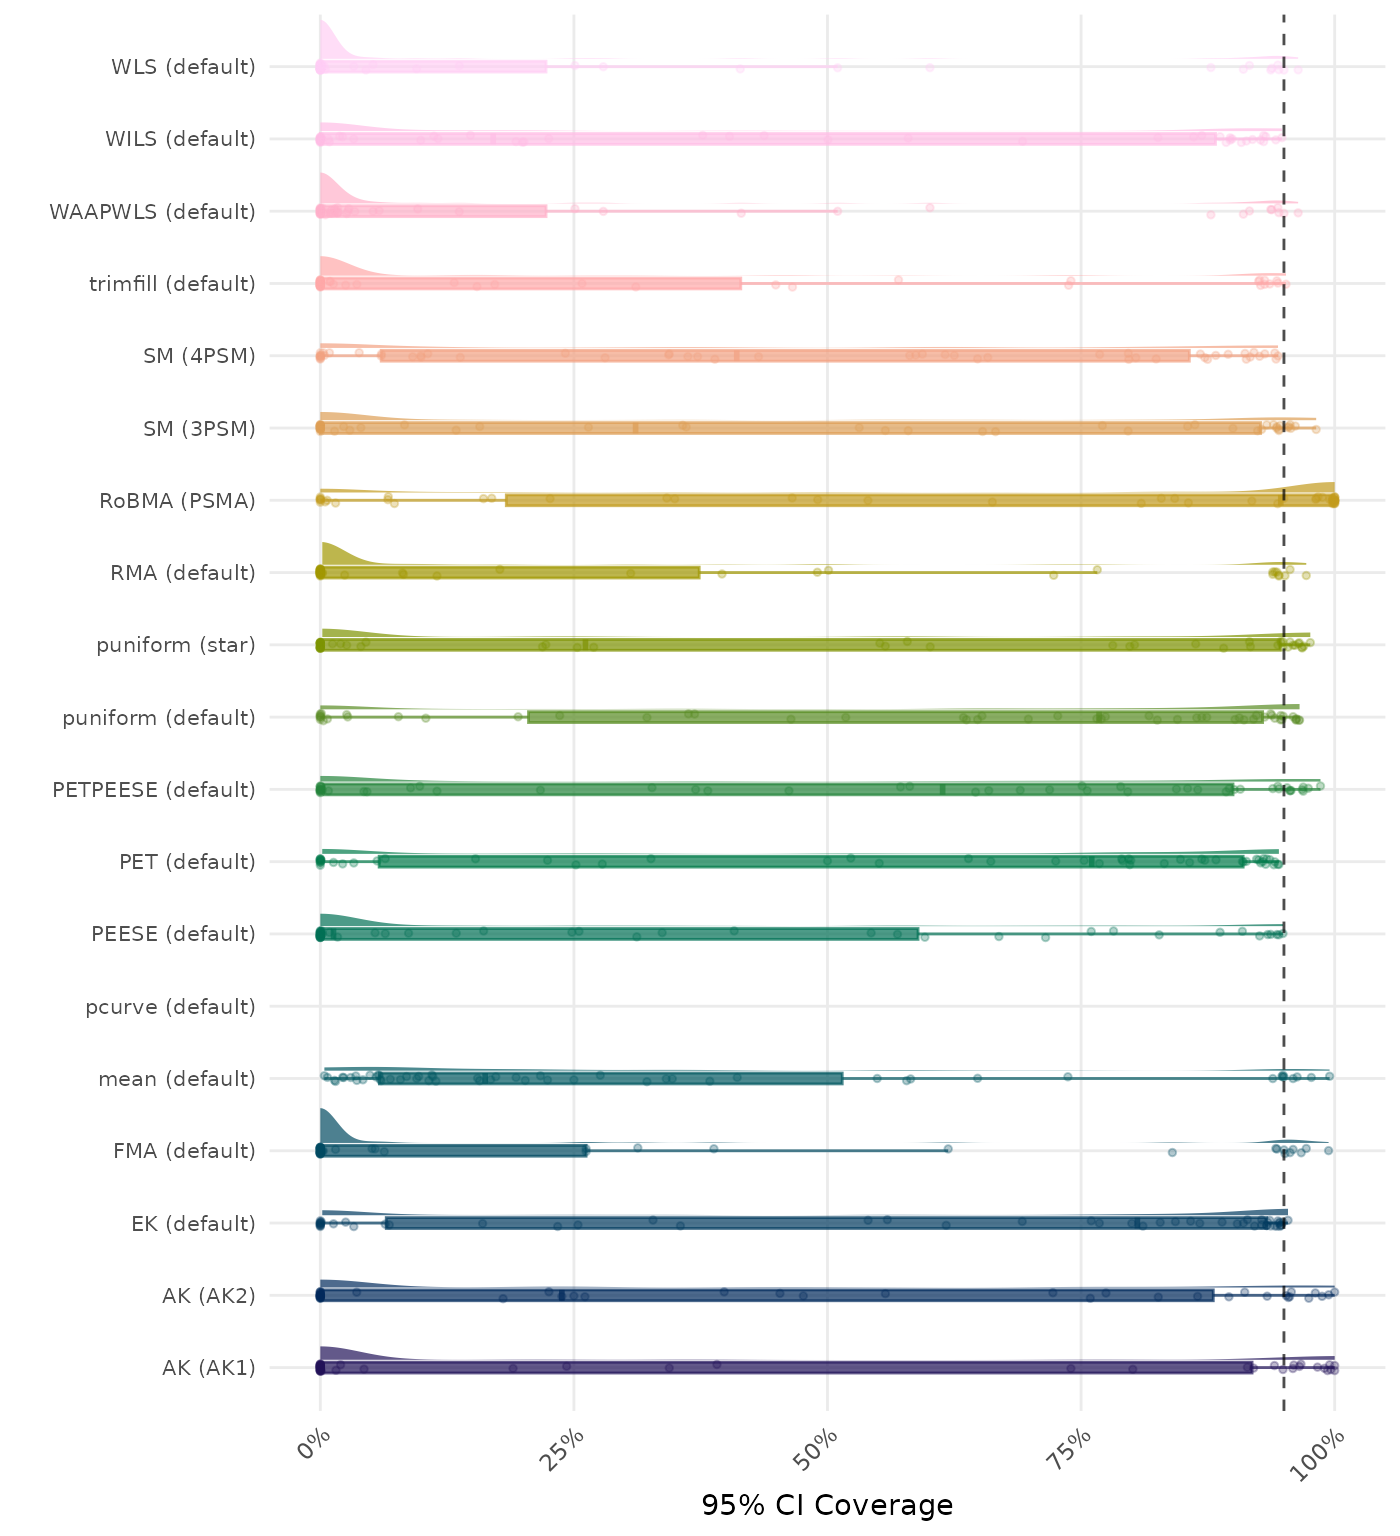 WLS (default)
WILS (default)
WAAPWLS (default)
trimfill (default)
SM (4PSM)
SM (3PSM)
RoBMA (PSMA)
RMA (default)
puniform (star)
puniform (default)
PETPEESE (default)
PET (default)
PEESE (default)
pcurve (default)
mean (default)
FMA (default)
EK (default)
AK (AK2)
AK (AK1)
0%
25%
50%
75%
100%
95% CI Coverage